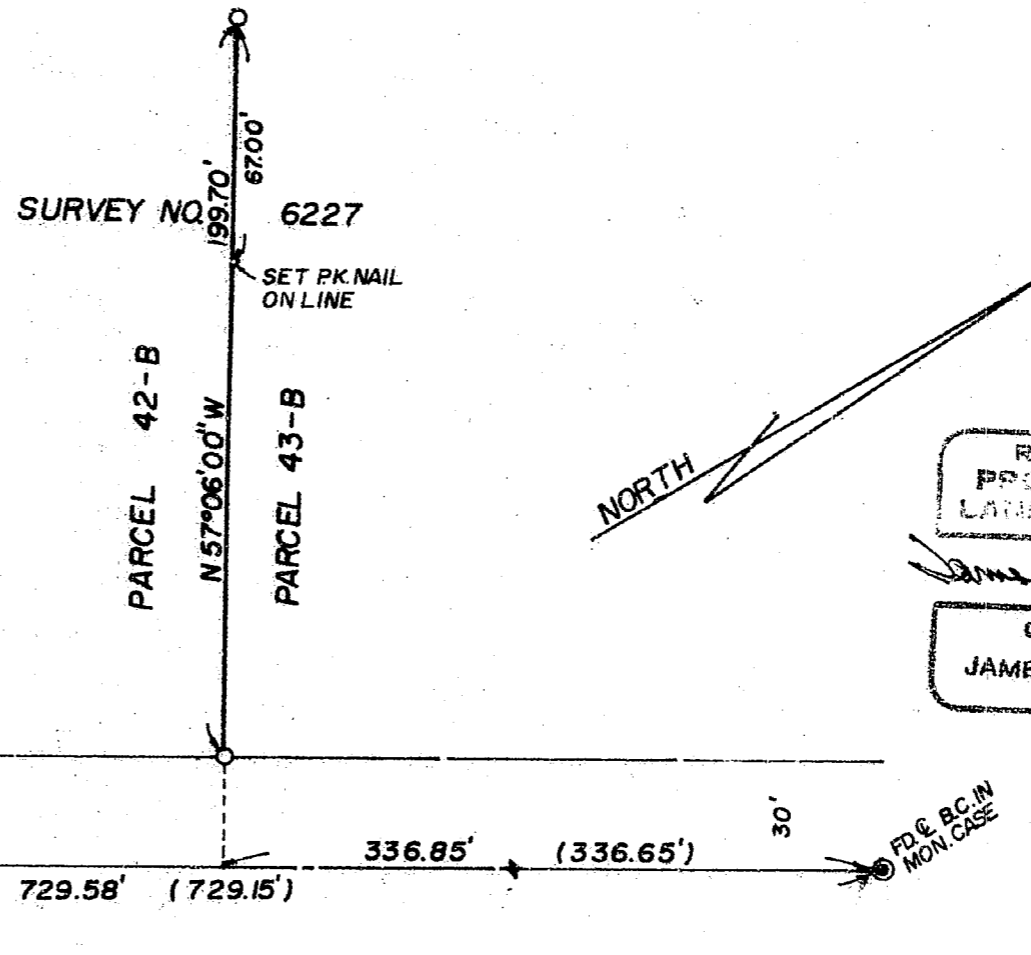 199.70'
67.00'
SURVEY NO. 6227
SET P.K. NAIL
ON LINE
PARCEL 42-B
N 57°06'00" W
PARCEL 43-B
NORTH
JAME
30'
FD. ℄ B.C. IN
MON. CASE
336.85' (336.65')
729.58' (729.15')